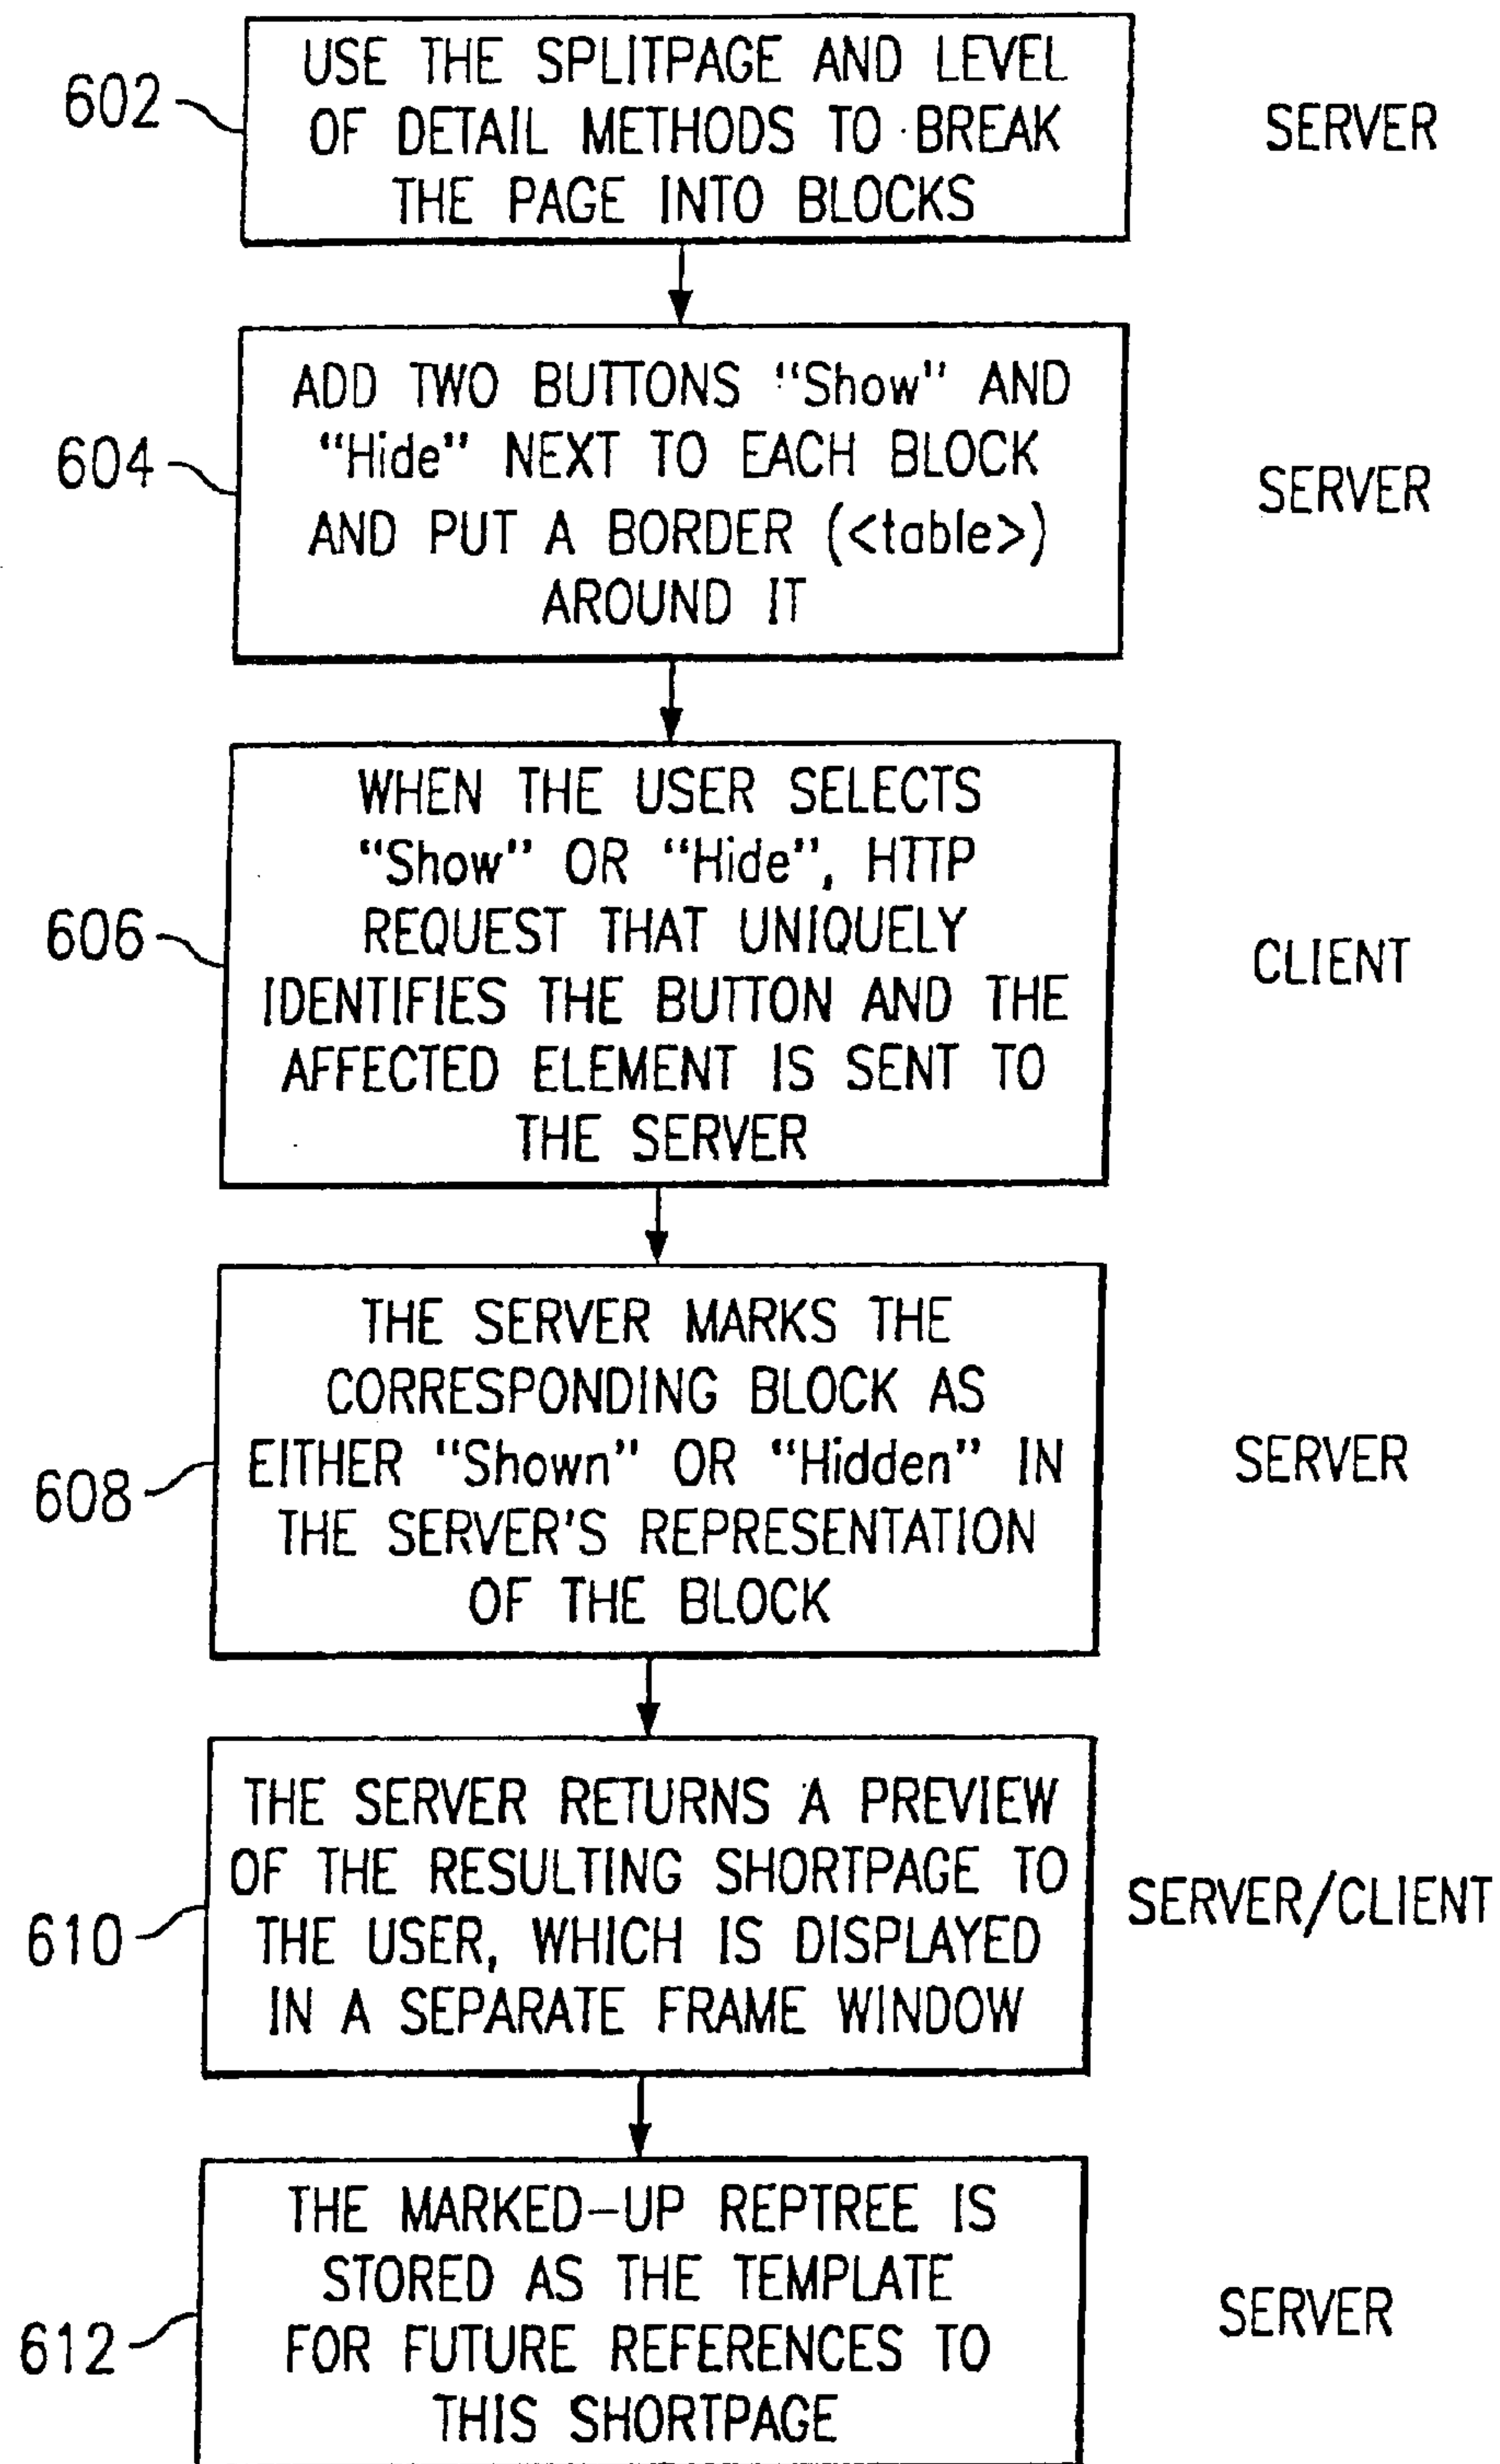 602
USE THE SPLITPAGE AND LEVEL
OF DETAIL METHODS TO BREAK
THE PAGE INTO BLOCKS
SERVER
604
ADD TWO BUTTONS "Show" AND
"Hide" NEXT TO EACH BLOCK
AND PUT A BORDER (<table>)
AROUND IT
SERVER
606
WHEN THE USER SELECTS
"Show" OR "Hide", HTTP
REQUEST THAT UNIQUELY
IDENTIFIES THE BUTTON AND THE
AFFECTED ELEMENT IS SENT TO
THE SERVER
CLIENT
608
THE SERVER MARKS THE
CORRESPONDING BLOCK AS
EITHER "Shown" OR "Hidden" IN
THE SERVER'S REPRESENTATION
OF THE BLOCK
SERVER
610
THE SERVER RETURNS A PREVIEW
OF THE RESULTING SHORTPAGE TO
THE USER, WHICH IS DISPLAYED
IN A SEPARATE FRAME WINDOW
SERVER/CLIENT
612
THE MARKED-UP REPTREE IS
STORED AS THE TEMPLATE
FOR FUTURE REFERENCES TO
THIS SHORTPAGE
SERVER